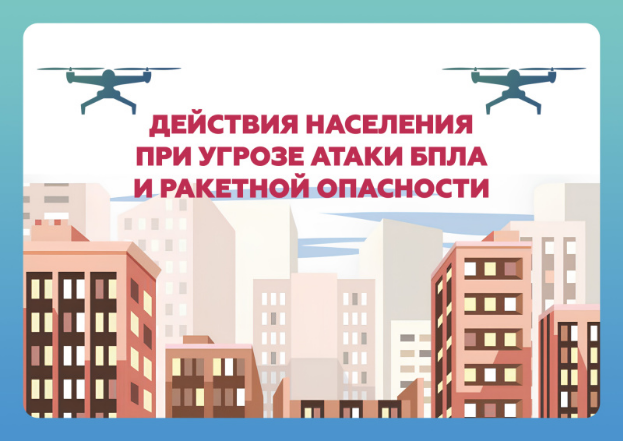 ДЕЙСТВИЯ НАСЕЛЕНИЯ
ПРИ УГРОЗЕ АТАКИ БПЛА
И РАКЕТНОЙ ОПАСНОСТИ